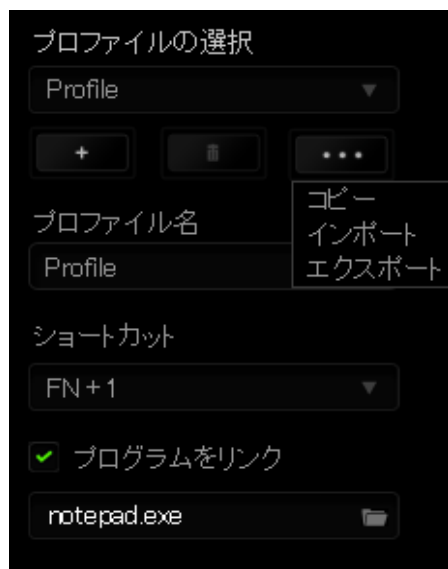 プロファイルの選択
Profile
+
•••
コピー
インポート
エクスポート
プロファイル名
Profile
ショートカット
FN+1
プログラムをリンク
notepad.exe